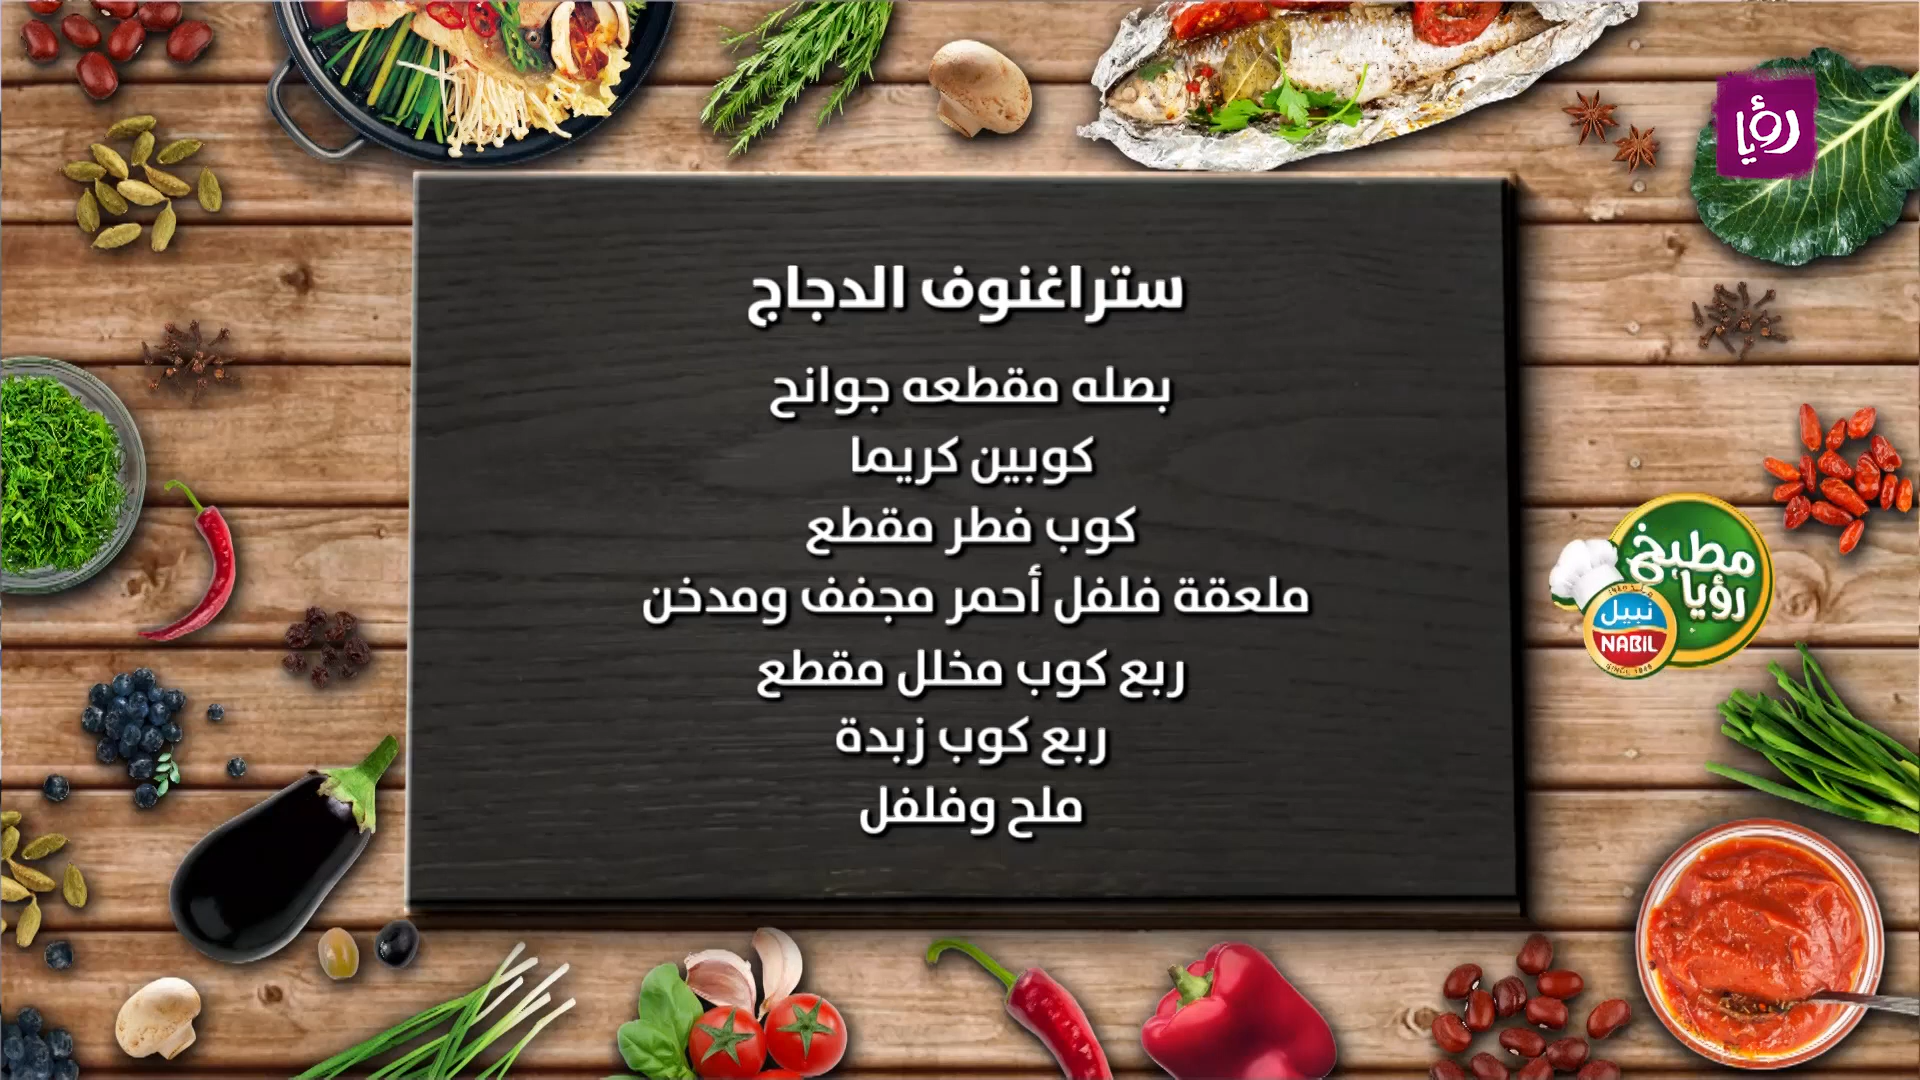 رؤيا
ستراغنوف الدجاج
بصله مقطعه جوانح
كوبين كريما
كوب فطر مقطع
ملعقة فلفل أحمر مجفف ومدخن
ربع كوب مخلل مقطع
ربع كوب زبدة
ملح وفلفل
مطبخ
رؤيا
نبيل
NABIL